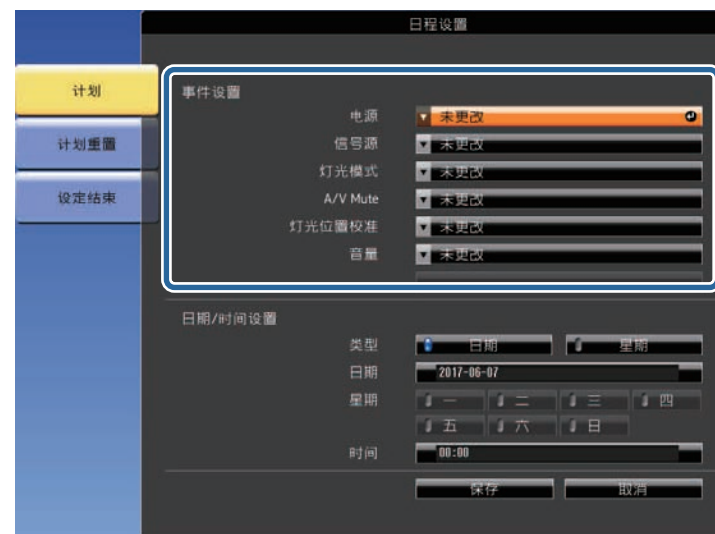 日程设置
计划
计划重置
设定结束
事件设置
电源 未更改
信号源 未更改
灯光模式 未更改
A/V Mute 未更改
灯光位置校准 未更改
音量 未更改
日期/时间设置
类型 日期 星期
日期 2017-06-07
星期 一 二 三 四
五 六 日
时间 00:00
保存 取消